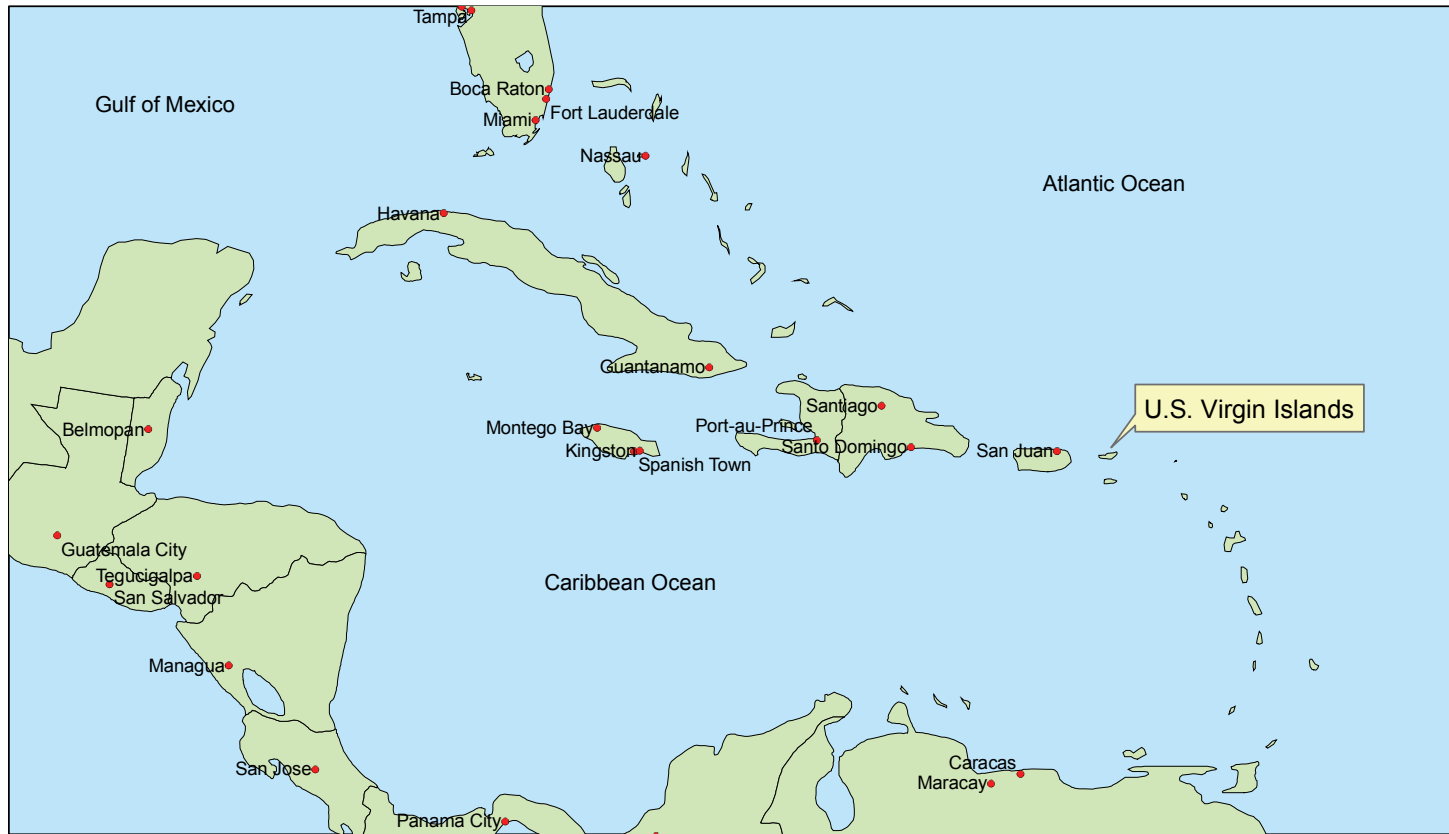 Tampa
Boca Raton
Gulf of Mexico
Fort Lauderdale
Miami
Nassau
Atlantic Ocean
Havana
Guantanamo
Santiago
U.S. Virgin Islands
Belmopan
Montego Bay
Port-au-Prince
Santo Domingo
San Juan
Kingston
Spanish Town
Guatemala City
Tegucigalpa
Caribbean Ocean
San Salvador
Managua
San Jose
Caracas
Maracay
Panama City